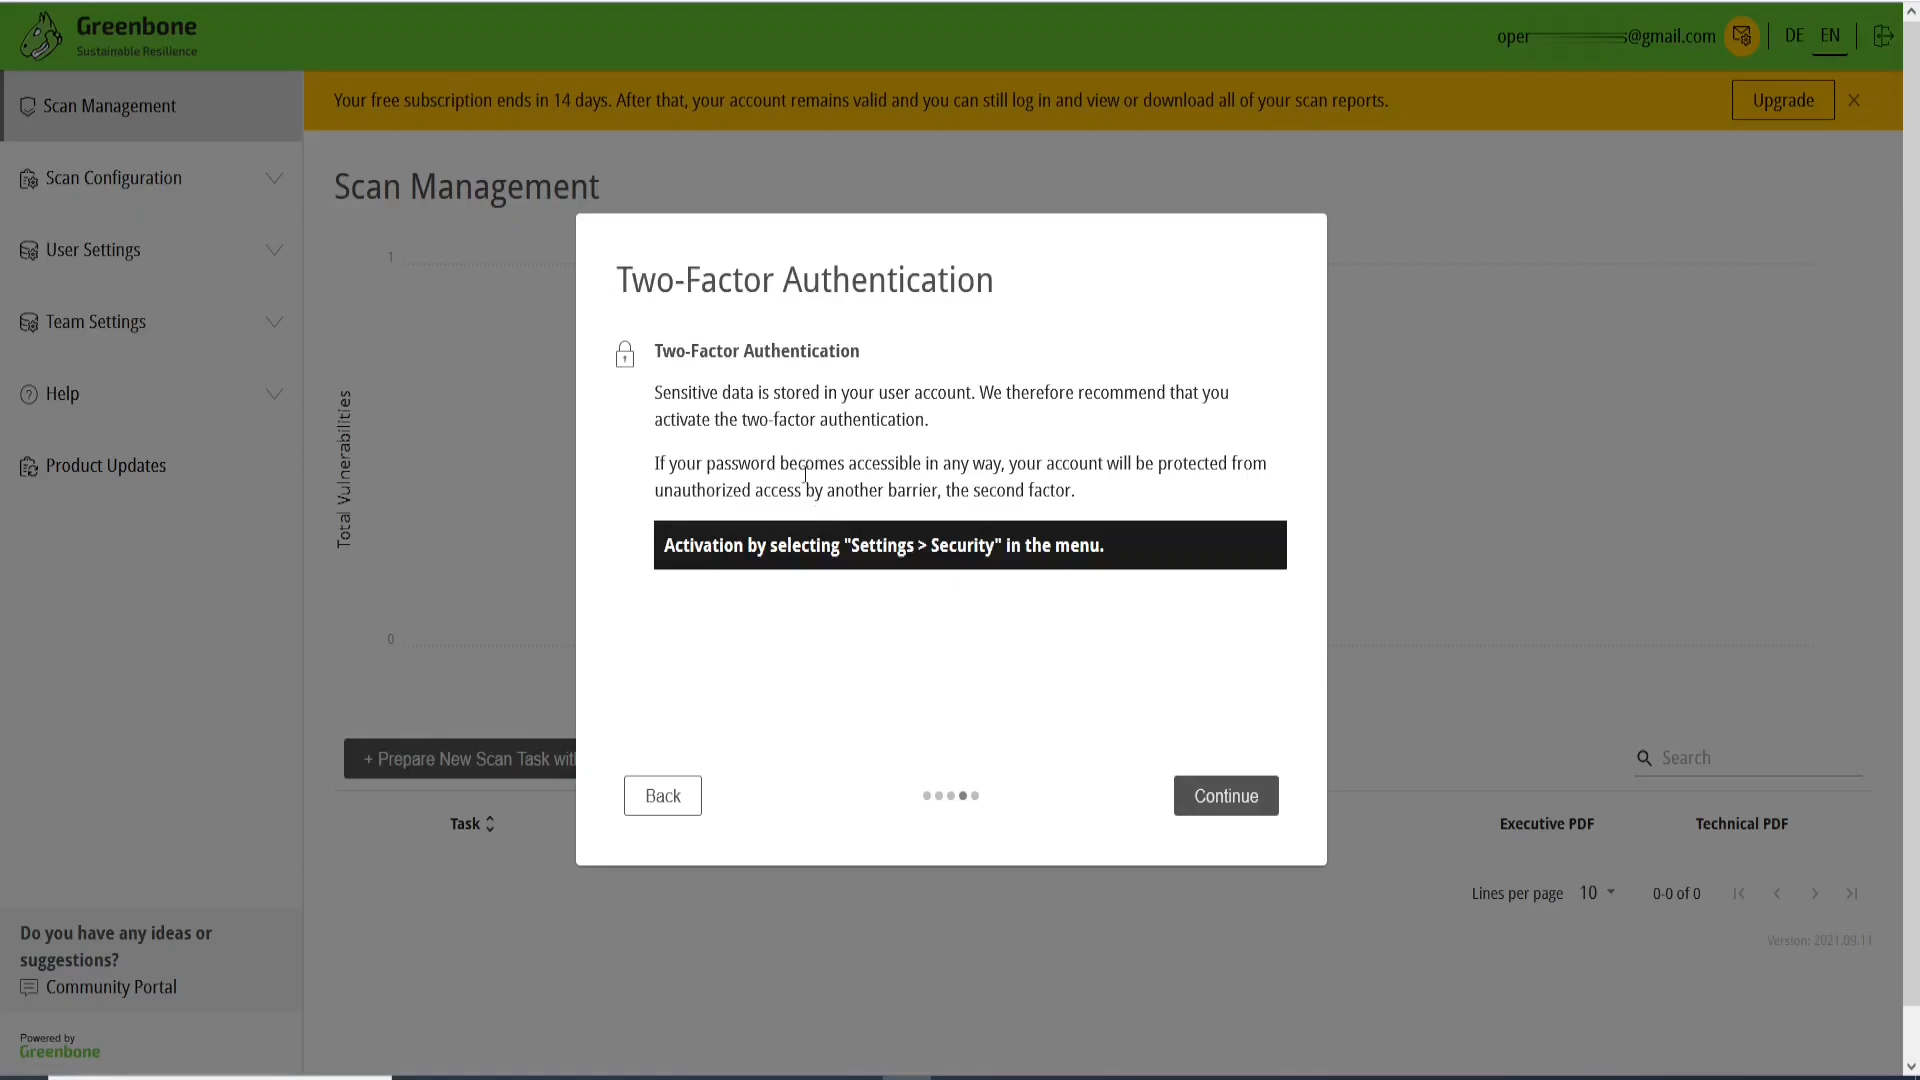 Greenbone
Sustainable Resilience
oper
s@gmail.com
DE
EN
Scan Management
Your free subscription ends in 14 days. After that, your account remains valid and you can still log in and view or download all of your scan reports.
Upgrade
Scan Configuration
User Settings
Team Settings
Help
Product Updates
Scan Management
1
Total Vulnerabilities
0
Two-Factor Authentication
Two-Factor Authentication
Sensitive data is stored in your user account. We therefore recommend that you
activate the two-factor authentication.
If your password becomes accessible in any way, your account will be protected from
unauthorized access by another barrier, the second factor.
Activation by selecting "Settings > Security" in the menu.
Back
Continue
+ Prepare New Scan Task
Search
Task
Executive PDF
Technical PDF
Lines per page
10
0-0 of 0
Version: 2021.09.11
Do you have any ideas or
suggestions?
Community Portal
Powered by
Greenbone